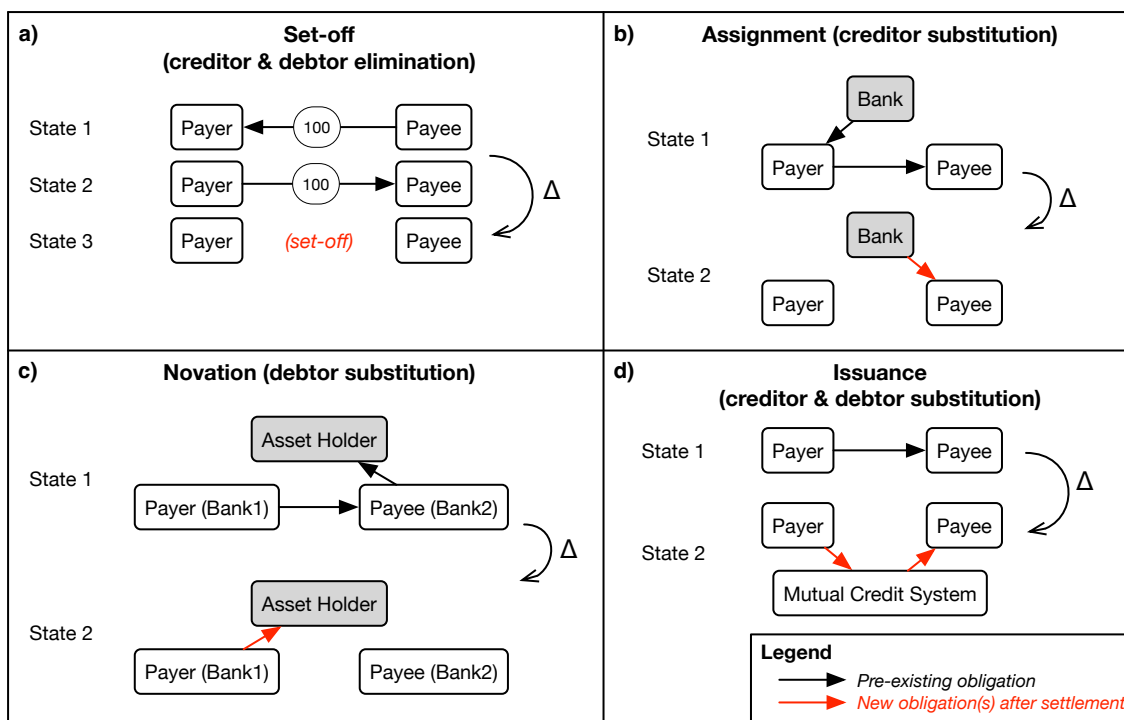 a)
Set-off
(creditor & debtor elimination)
State 1
Payer
100
Payee
State 2
Payer
100
Payee
Δ
State 3
Payer
(set-off)
Payee
b)
Assignment (creditor substitution)
Bank
State 1
Payer
Payee
Δ
Bank
State 2
Payer
Payee
c)
Novation (debtor substitution)
Asset Holder
State 1
Payer (Bank1)
Payee (Bank2)
Δ
Asset Holder
State 2
Payer (Bank1)
Payee (Bank2)
d)
Issuance
(creditor & debtor substitution)
State 1
Payer
Payee
Δ
Payer
Payee
State 2
Mutual Credit System
Legend
Pre-existing obligation
New obligation(s) after settlement